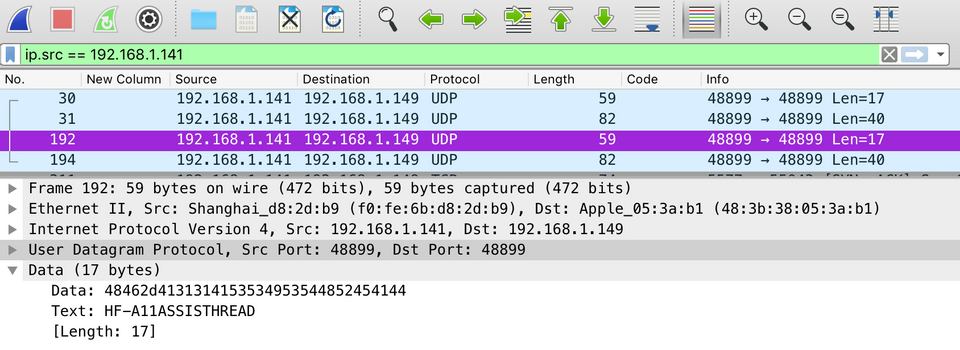 ip.src == 192.168.1.141
No. New Column Source Destination Protocol Length Code Info
30 192.168.1.141 192.168.1.149 UDP 59 48899 → 48899 Len=17
31 192.168.1.141 192.168.1.149 UDP 82 48899 → 48899 Len=40
192 192.168.1.141 192.168.1.149 UDP 59 48899 → 48899 Len=17
194 192.168.1.141 192.168.1.149 UDP 82 48899 → 48899 Len=40
Frame 192: 59 bytes on wire (472 bits), 59 bytes captured (472 bits)
Ethernet II, Src: Shanghai_d8:2d:b9 (f0:fe:6b:d8:2d:b9), Dst: Apple_05:3a:b1 (48:3b:38:05:3a:b1)
Internet Protocol Version 4, Src: 192.168.1.141, Dst: 192.168.1.149
User Datagram Protocol, Src Port: 48899, Dst Port: 48899
Data (17 bytes)
Data: 48462d4131314153534953544852454144
Text: HF-A11ASSISTHREAD
[Length: 17]